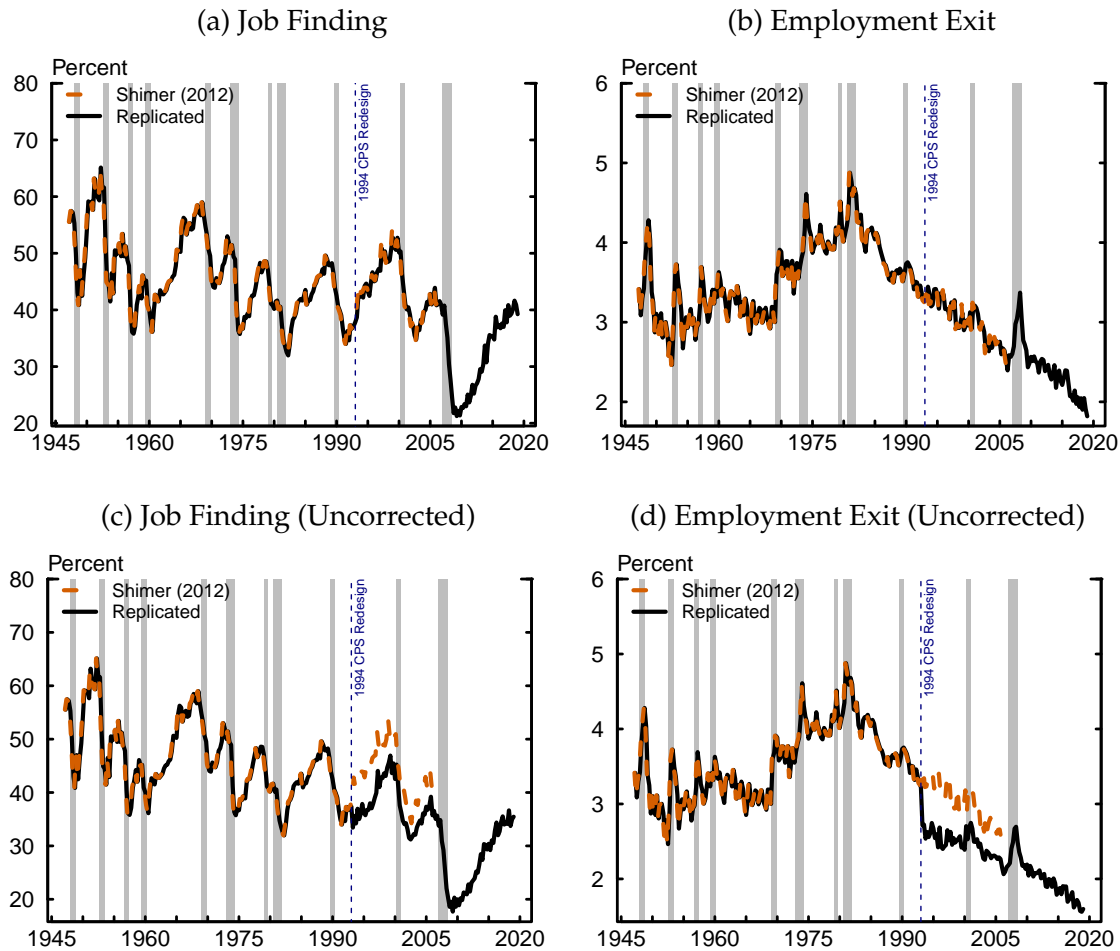 (a) Job Finding
Percent
80
70
60
50
40
30
20
Shimer (2012)
Replicated
1994 CPS Redesign
1945 1960 1975 1990 2005 2020
(b) Employment Exit
Percent
6
5
4
3
2
Shimer (2012)
Replicated
1994 CPS Redesign
1945 1960 1975 1990 2005 2020
(c) Job Finding (Uncorrected)
Percent
80
70
60
50
40
30
20
Shimer (2012)
Replicated
1994 CPS Redesign
1945 1960 1975 1990 2005 2020
(d) Employment Exit (Uncorrected)
Percent
6
5
4
3
2
Shimer (2012)
Replicated
1994 CPS Redesign
1945 1960 1975 1990 2005 2020